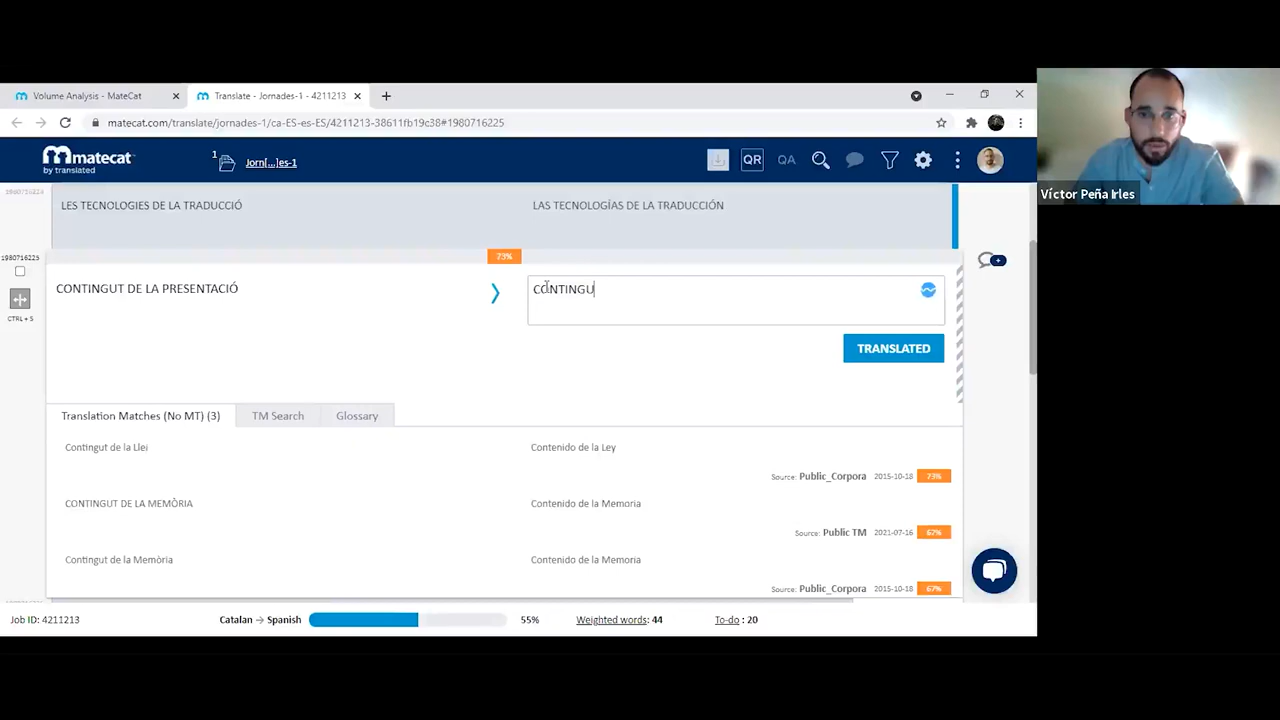 Volume Analysis - MateCat
Translate - Jornades-1 - 4211213
matecat.com/translate/jornades-1/ca-ES-es-ES/4211213-38611fb19c38#1980716225
matecat
by translated
1
Jorn[...]es-1
QR
QA
Víctor Peña Irles
LES TECNOLOGIES DE LA TRADUCCIÓ
LAS TECNOLOGÍAS DE LA TRADUCCIÓN
73%
1980716225
CONTINGUT DE LA PRESENTACIÓ
CONTINGU
CTRL + S
TRANSLATED
Translation Matches (No MT) (3)
TM Search
Glossary
Contingut de la Llei
Contenido de la Ley
Source: Public_Corpora 2015-10-18 73%
CONTINGUT DE LA MEMÒRIA
Contenido de la Memoria
Source: Public TM 2021-07-16 67%
Contingut de la Memòria
Contenido de la Memoria
Source: Public_Corpora 2015-10-18 67%
Job ID: 4211213
Catalan → Spanish
55%
Weighted words: 44
To-do : 20